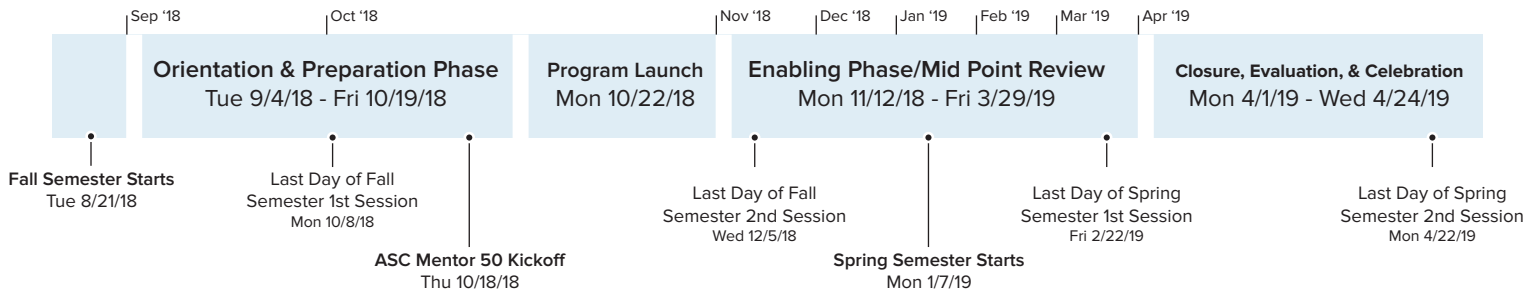 Sep ‘18
Oct ‘18
Nov ‘18
Dec ‘18
Jan ‘19
Feb ‘19
Mar ‘19
Apr ‘19
Orientation & Preparation Phase
Tue 9/4/18 - Fri 10/19/18
Program Launch
Mon 10/22/18
Enabling Phase/Mid Point Review
Mon 11/12/18 - Fri 3/29/19
Closure, Evaluation, & Celebration
Mon 4/1/19 - Wed 4/24/19
Fall Semester Starts
Tue 8/21/18
Last Day of Fall
Semester 1st Session
Mon 10/8/18
ASC Mentor 50 Kickoff
Thu 10/18/18
Last Day of Fall
Semester 2nd Session
Wed 12/5/18
Spring Semester Starts
Mon 1/7/19
Last Day of Spring
Semester 1st Session
Fri 2/22/19
Last Day of Spring
Semester 2nd Session
Mon 4/22/19